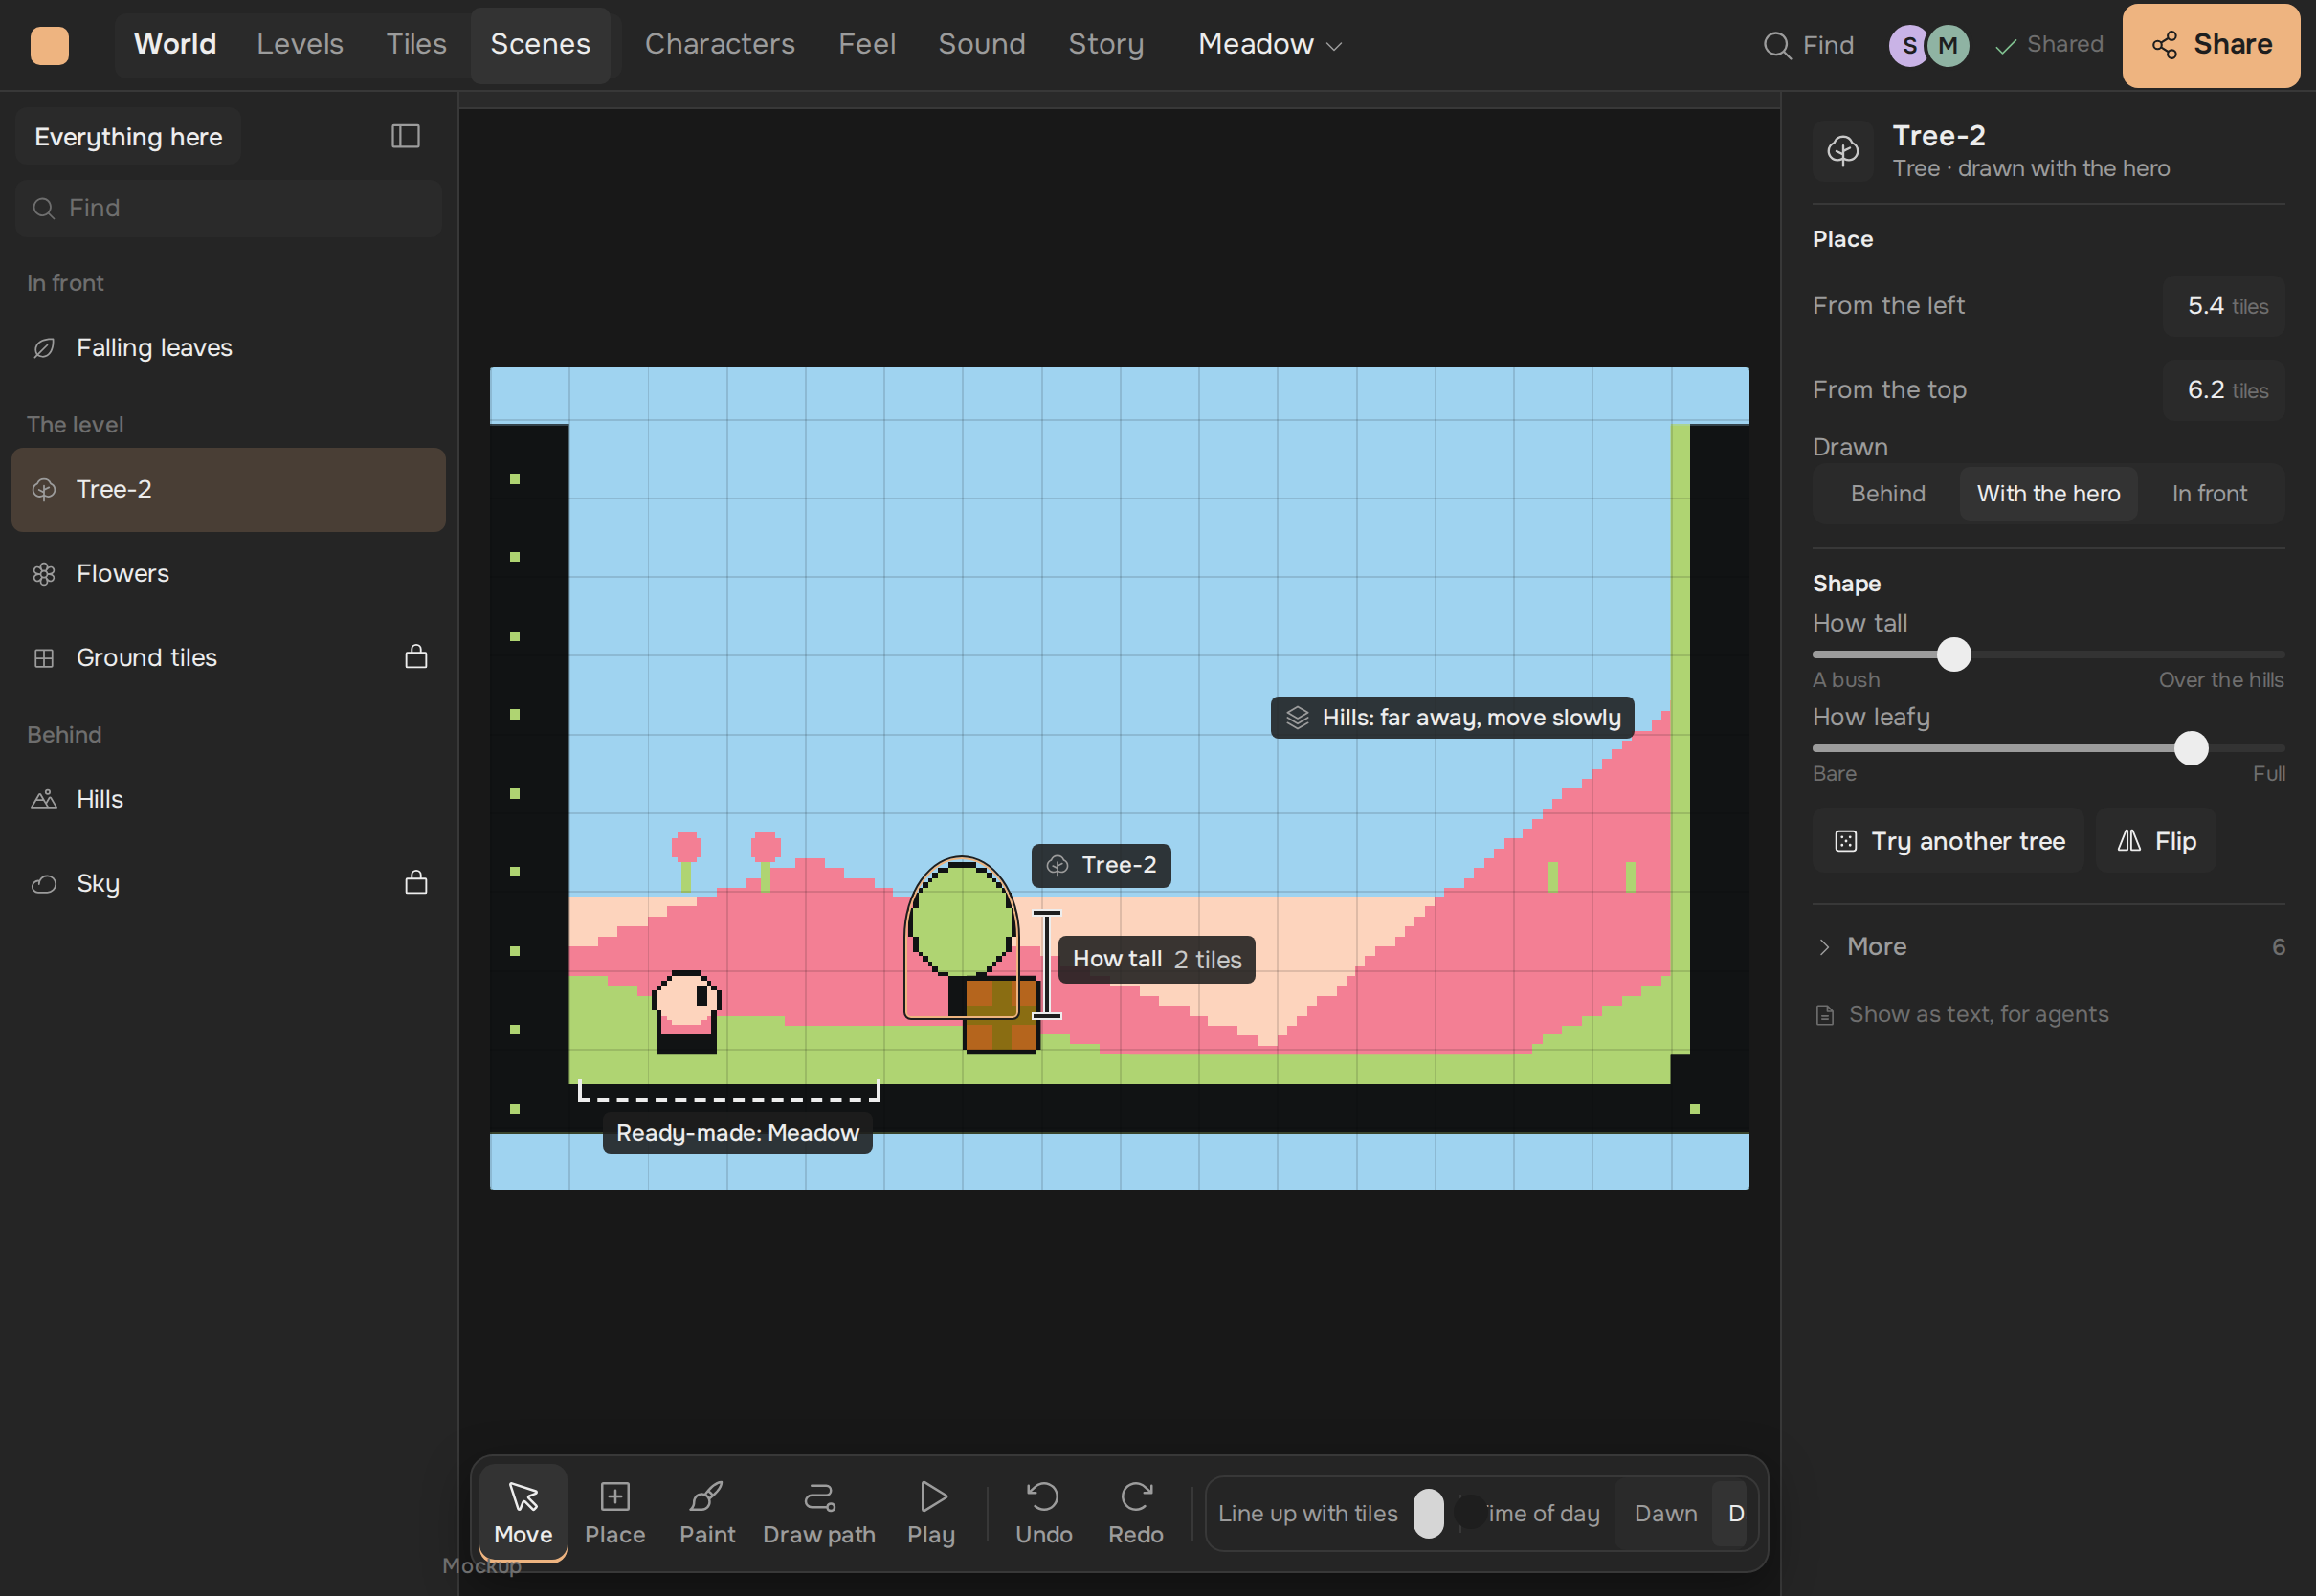 World Levels Tiles Scenes Characters Feel Sound Story Meadow Find S M Shared Share
Everything here
Find
In front
Falling leaves
The level
Tree-2
Flowers
Ground tiles
Behind
Hills
Sky
Hills: far away, move slowly
Tree-2
How tall 2 tiles
Ready-made: Meadow
Move Place Paint Draw path Play Undo Redo Line up with tiles ime of day Dawn D
Mockup
Tree-2
Tree · drawn with the hero
Place
From the left 5.4 tiles
From the top 6.2 tiles
Drawn
Behind With the hero In front
Shape
How tall
A bush Over the hills
How leafy
Bare Full
Try another tree Flip
More 6
Show as text, for agents